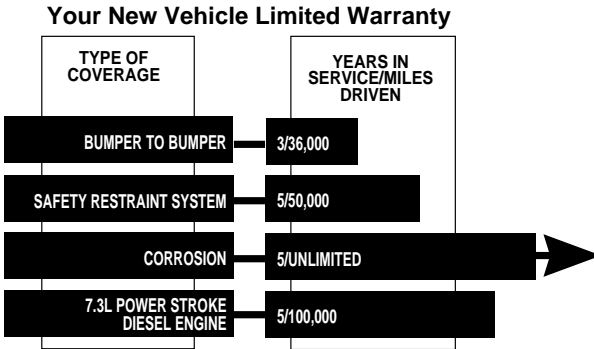 Your New Vehicle Limited Warranty
TYPE OF
COVERAGE
YEARS IN
SERVICE/MILES
DRIVEN
BUMPER TO BUMPER
3/36,000
SAFETY RESTRAINT SYSTEM
5/50,000
CORROSION
5/UNLIMITED
7.3L POWER STROKE
DIESEL ENGINE
5/100,000